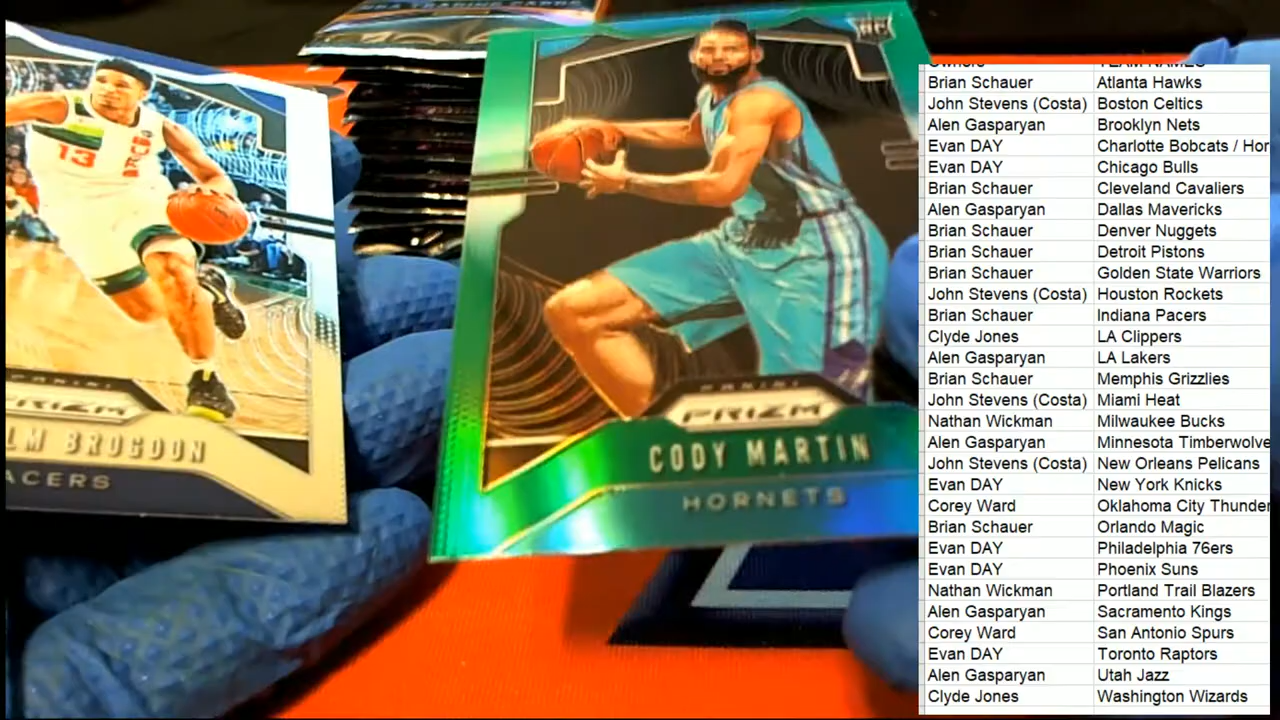 NBA TRADING CARDS
RC
13
PANINI
PRIZM
LM BROGDON
ACERS
PANINI
PRIZM
CODY MARTIN
HORNETS
Owners TEAM NAMES
Brian Schauer Atlanta Hawks
John Stevens (Costa) Boston Celtics
Alen Gasparyan Brooklyn Nets
Evan DAY Charlotte Bobcats / Hor
Evan DAY Chicago Bulls
Brian Schauer Cleveland Cavaliers
Alen Gasparyan Dallas Mavericks
Brian Schauer Denver Nuggets
Brian Schauer Detroit Pistons
Brian Schauer Golden State Warriors
John Stevens (Costa) Houston Rockets
Brian Schauer Indiana Pacers
Clyde Jones LA Clippers
Alen Gasparyan LA Lakers
Brian Schauer Memphis Grizzlies
John Stevens (Costa) Miami Heat
Nathan Wickman Milwaukee Bucks
Alen Gasparyan Minnesota Timberwolve
John Stevens (Costa) New Orleans Pelicans
Evan DAY New York Knicks
Corey Ward Oklahoma City Thunder
Brian Schauer Orlando Magic
Evan DAY Philadelphia 76ers
Evan DAY Phoenix Suns
Nathan Wickman Portland Trail Blazers
Alen Gasparyan Sacramento Kings
Corey Ward San Antonio Spurs
Evan DAY Toronto Raptors
Alen Gasparyan Utah Jazz
Clyde Jones Washington Wizards